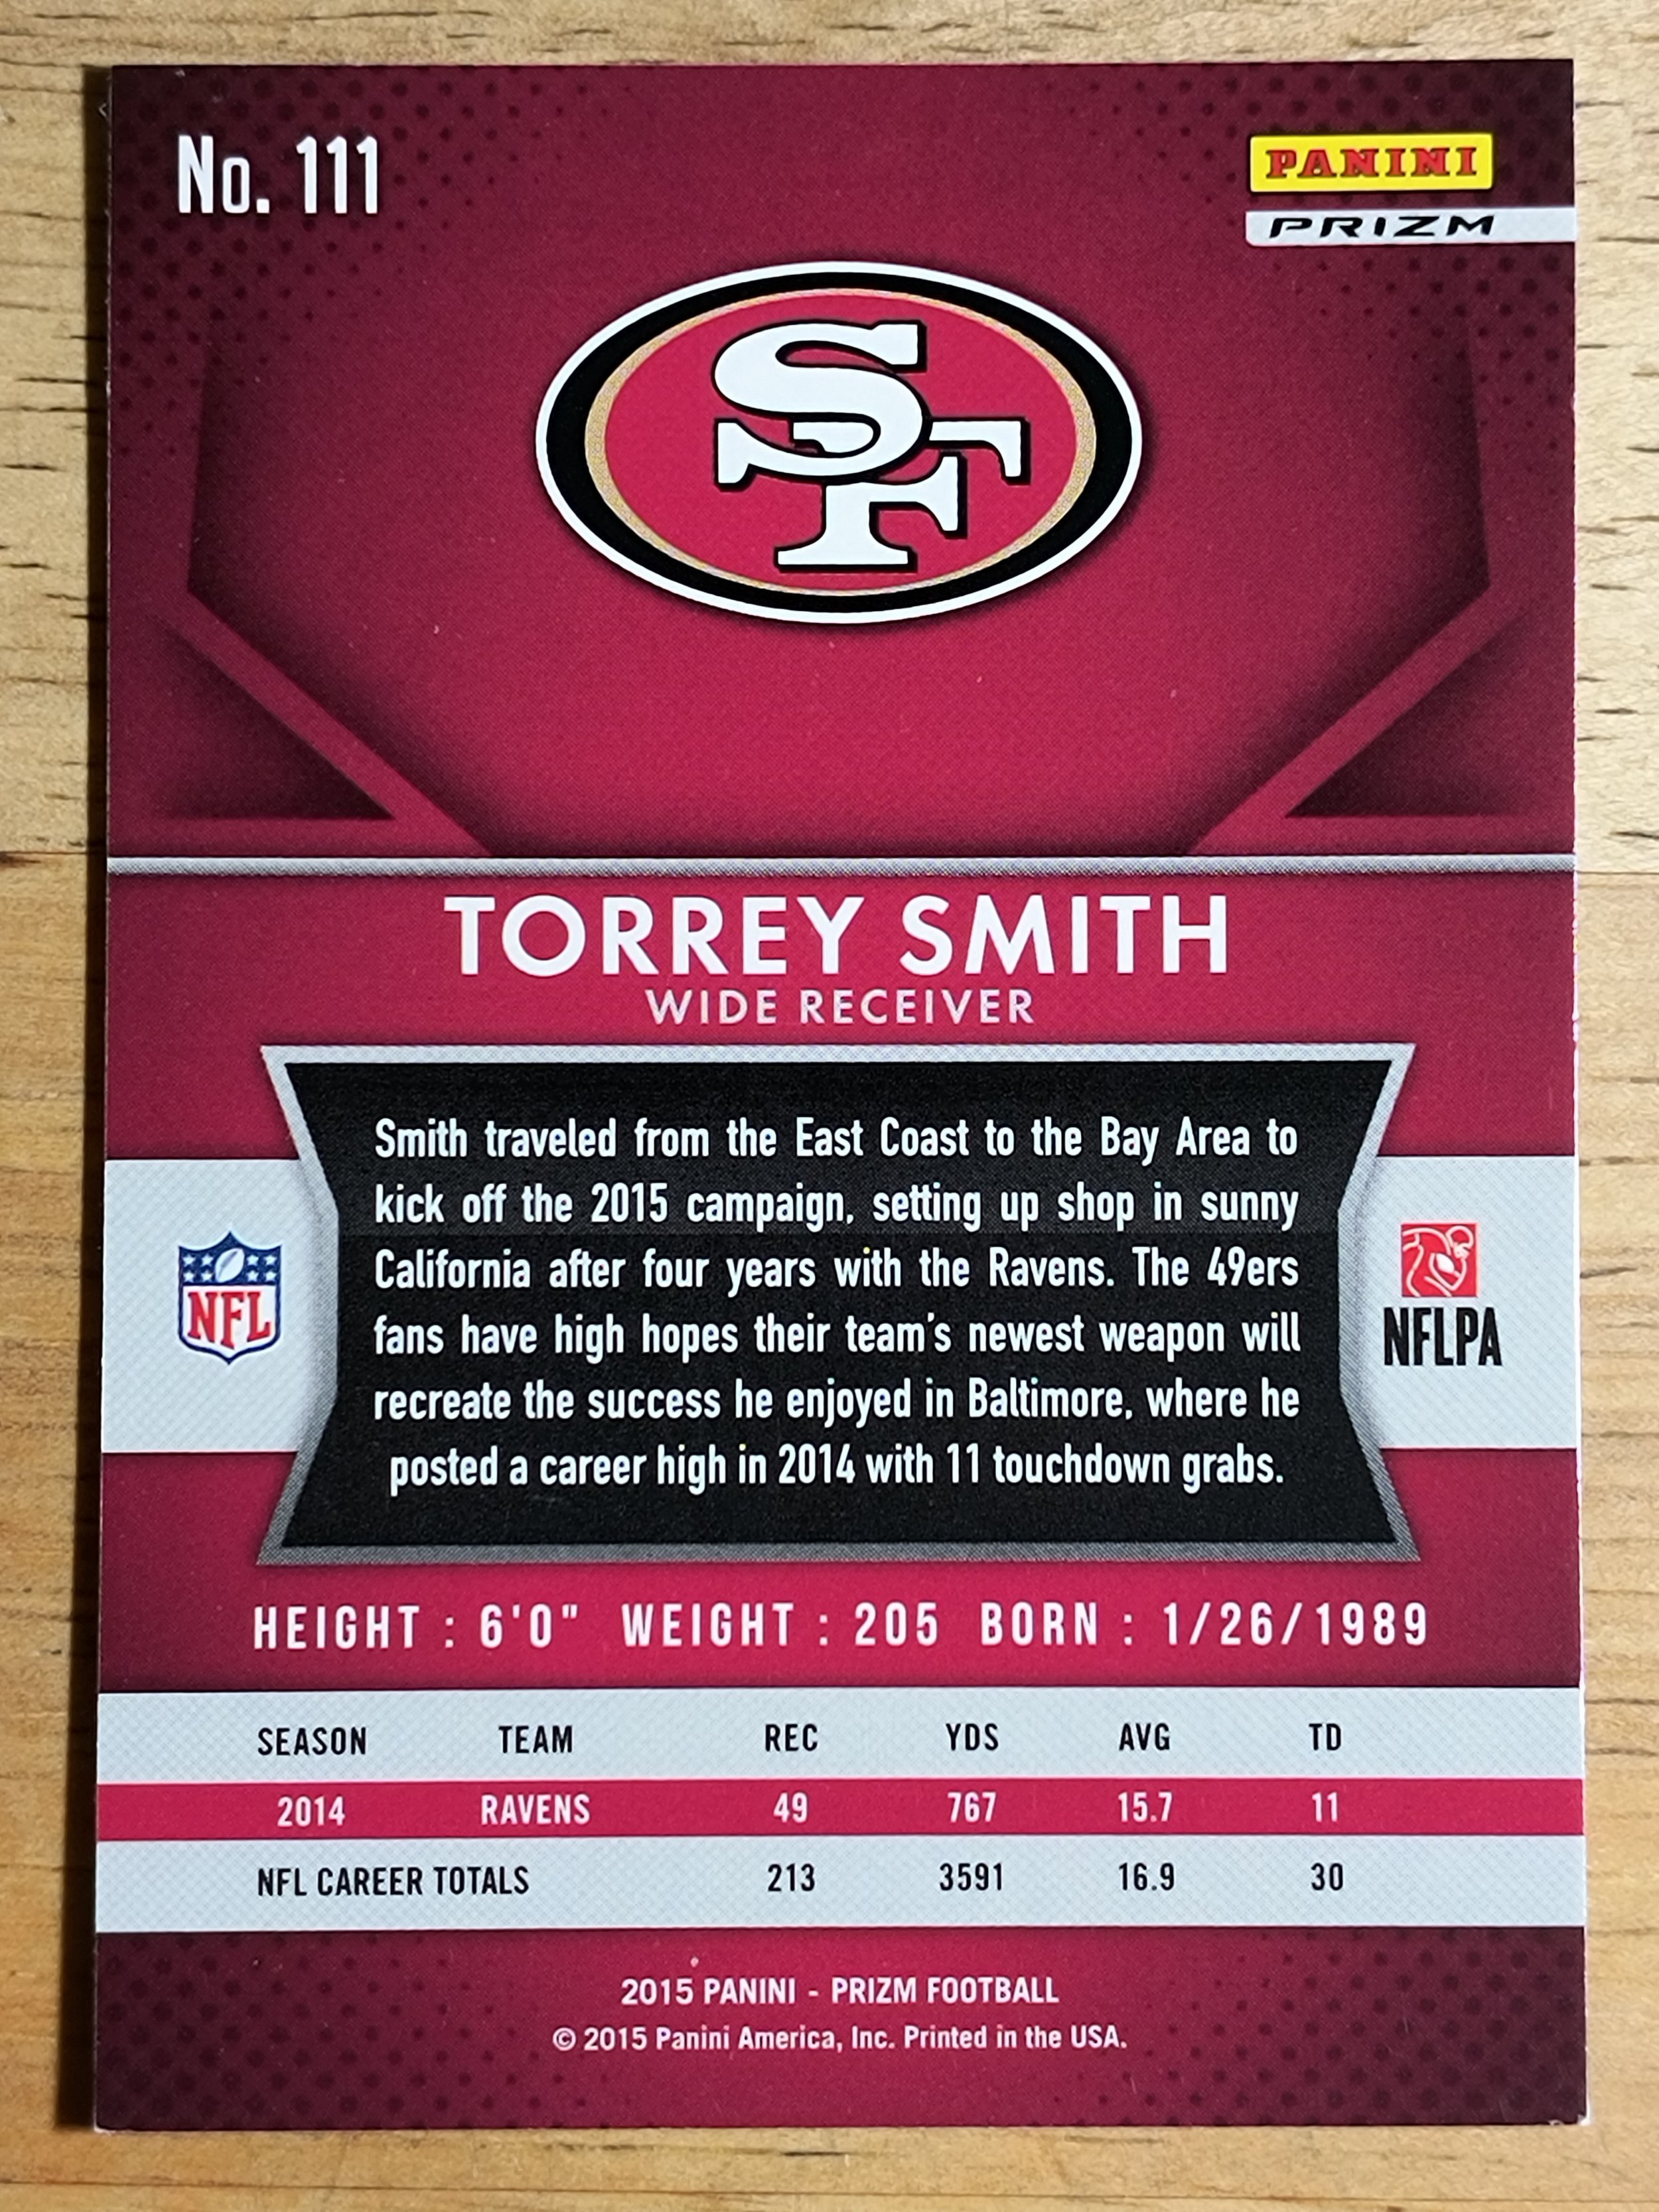 No. 111
PANINI
PRIZM
SF
TORREY SMITH
WIDE RECEIVER
Smith traveled from the East Coast to the Bay Area to
kick off the 2015 campaign, setting up shop in sunny
California after four years with the Ravens. The 49ers
fans have high hopes their team's newest weapon will
recreate the success he enjoyed in Baltimore, where he
posted a career high in 2014 with 11 touchdown grabs.
NFL
NFLPA
HEIGHT : 6'0" WEIGHT : 205 BORN : 1/26/1989
SEASON TEAM REC YDS AVG TD
2014 RAVENS 49 767 15.7 11
NFL CAREER TOTALS 213 3591 16.9 30
2015 PANINI - PRIZM FOOTBALL
© 2015 Panini America, Inc. Printed in the USA.